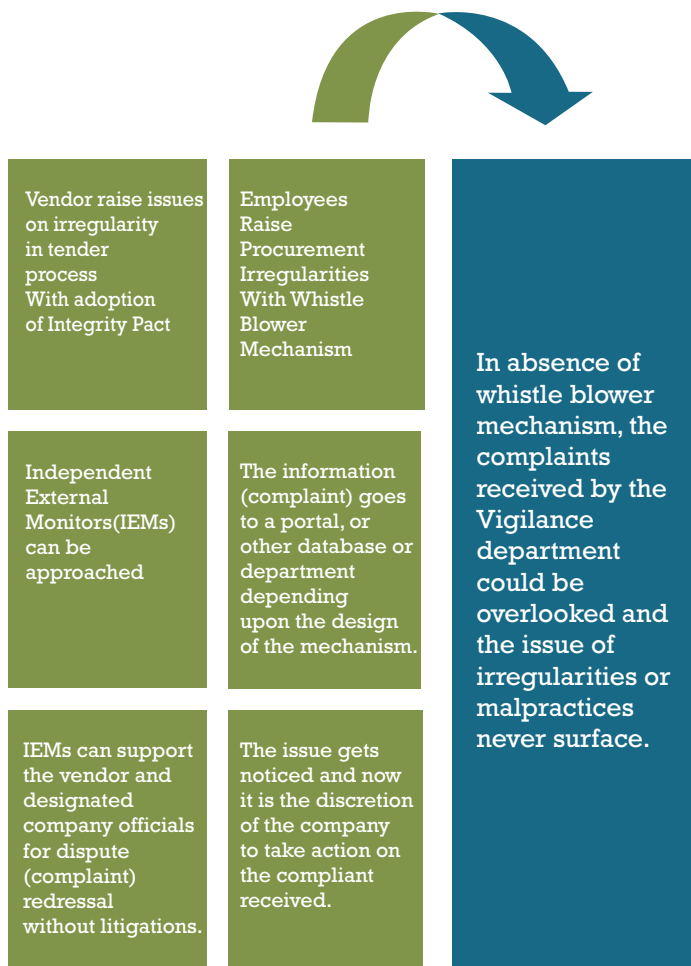 Vendor raise issues
on irregularity
in tender
process
With adoption
of Integrity Pact
Employees
Raise
Procurement
Irregularities
With Whistle
Blower
Mechanism
Independent
External
Monitors(IEMs)
can be
approached
The information
(complaint) goes
to a portal, or
other database or
department
depending
upon the design
of the mechanism.
IEMs can support
the vendor and
designated
company officials
for dispute
(complaint)
redressal
without litigations.
The issue gets
noticed and now
it is the discretion
of the company
to take action on
the compliant
received.
In absence of
whistle blower
mechanism, the
complaints
received by the
Vigilance
department
could be
overlooked and
the issue of
irregularities or
malpractices
never surface.